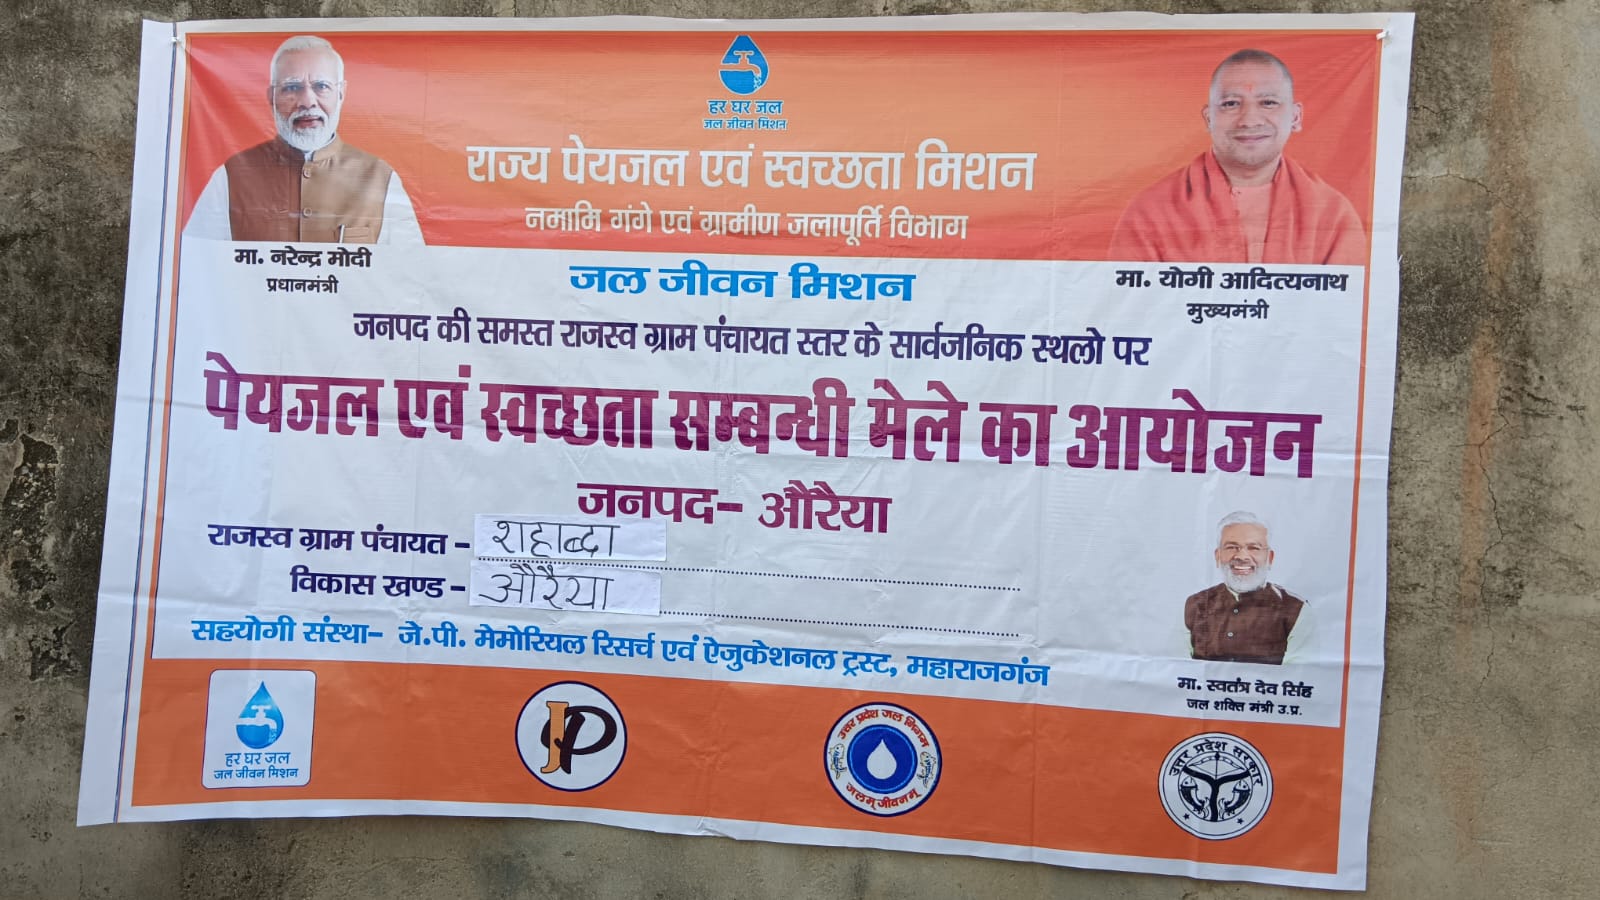 हर घर जल
जल जीवन मिशन
राज्य पेयजल एवं स्वच्छता मिशन
नमामि गंगे एवं ग्रामीण जलापूर्ति विभाग
मा. नरेन्द्र मोदी
प्रधानमंत्री
मा. योगी आदित्यनाथ
मुख्यमंत्री
जल जीवन मिशन
जनपद की समस्त राजस्व ग्राम पंचायत स्तर के सार्वजनिक स्थलो पर
पेयजल एवं स्वच्छता सम्बन्धी मेले का आयोजन
जनपद- औरैया
राजस्व ग्राम पंचायत - शहाब्दा
विकास खण्ड - औरैया
सहयोगी संस्था- जे.पी. मेमोरियल रिसर्च एवं ऐजुकेशनल ट्रस्ट, महाराजगंज
मा. स्वतंत्र देव सिंह
जल शक्ति मंत्री उ.प्र.
हर घर जल
जल जीवन मिशन
JP
उत्तर प्रदेश जल निगम
जलम् जीवनम्
उत्तर प्रदेश सरकार